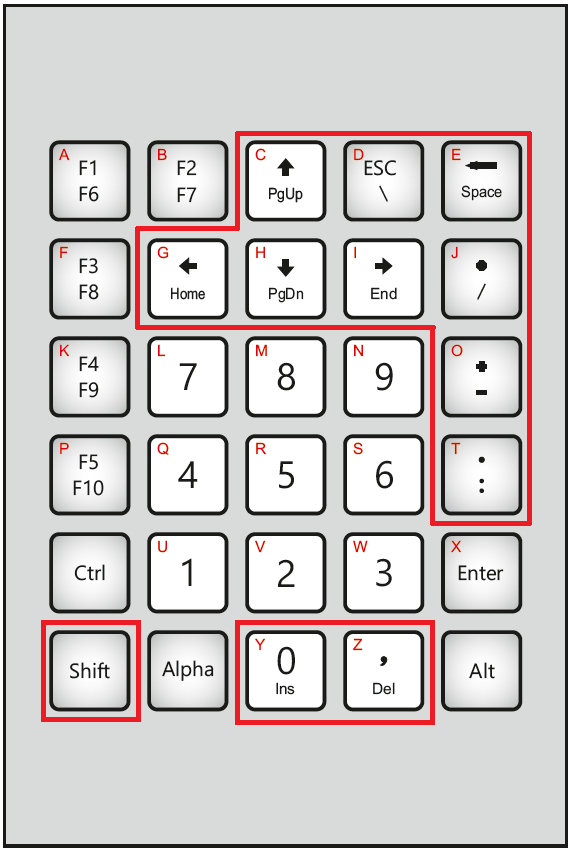 A F1 F6
B F2 F7
C ↑ PgUp
D ESC \
E ← Space
F F3 F8
G ← Home
H ↓ PgDn
I → End
J • /
K F4 F9
L 7
M 8
N 9
O + -
P F5 F10
Q 4
R 5
S 6
T . :
Ctrl
U 1
V 2
W 3
X Enter
Shift
Alpha
Y 0 Ins
Z , Del
Alt